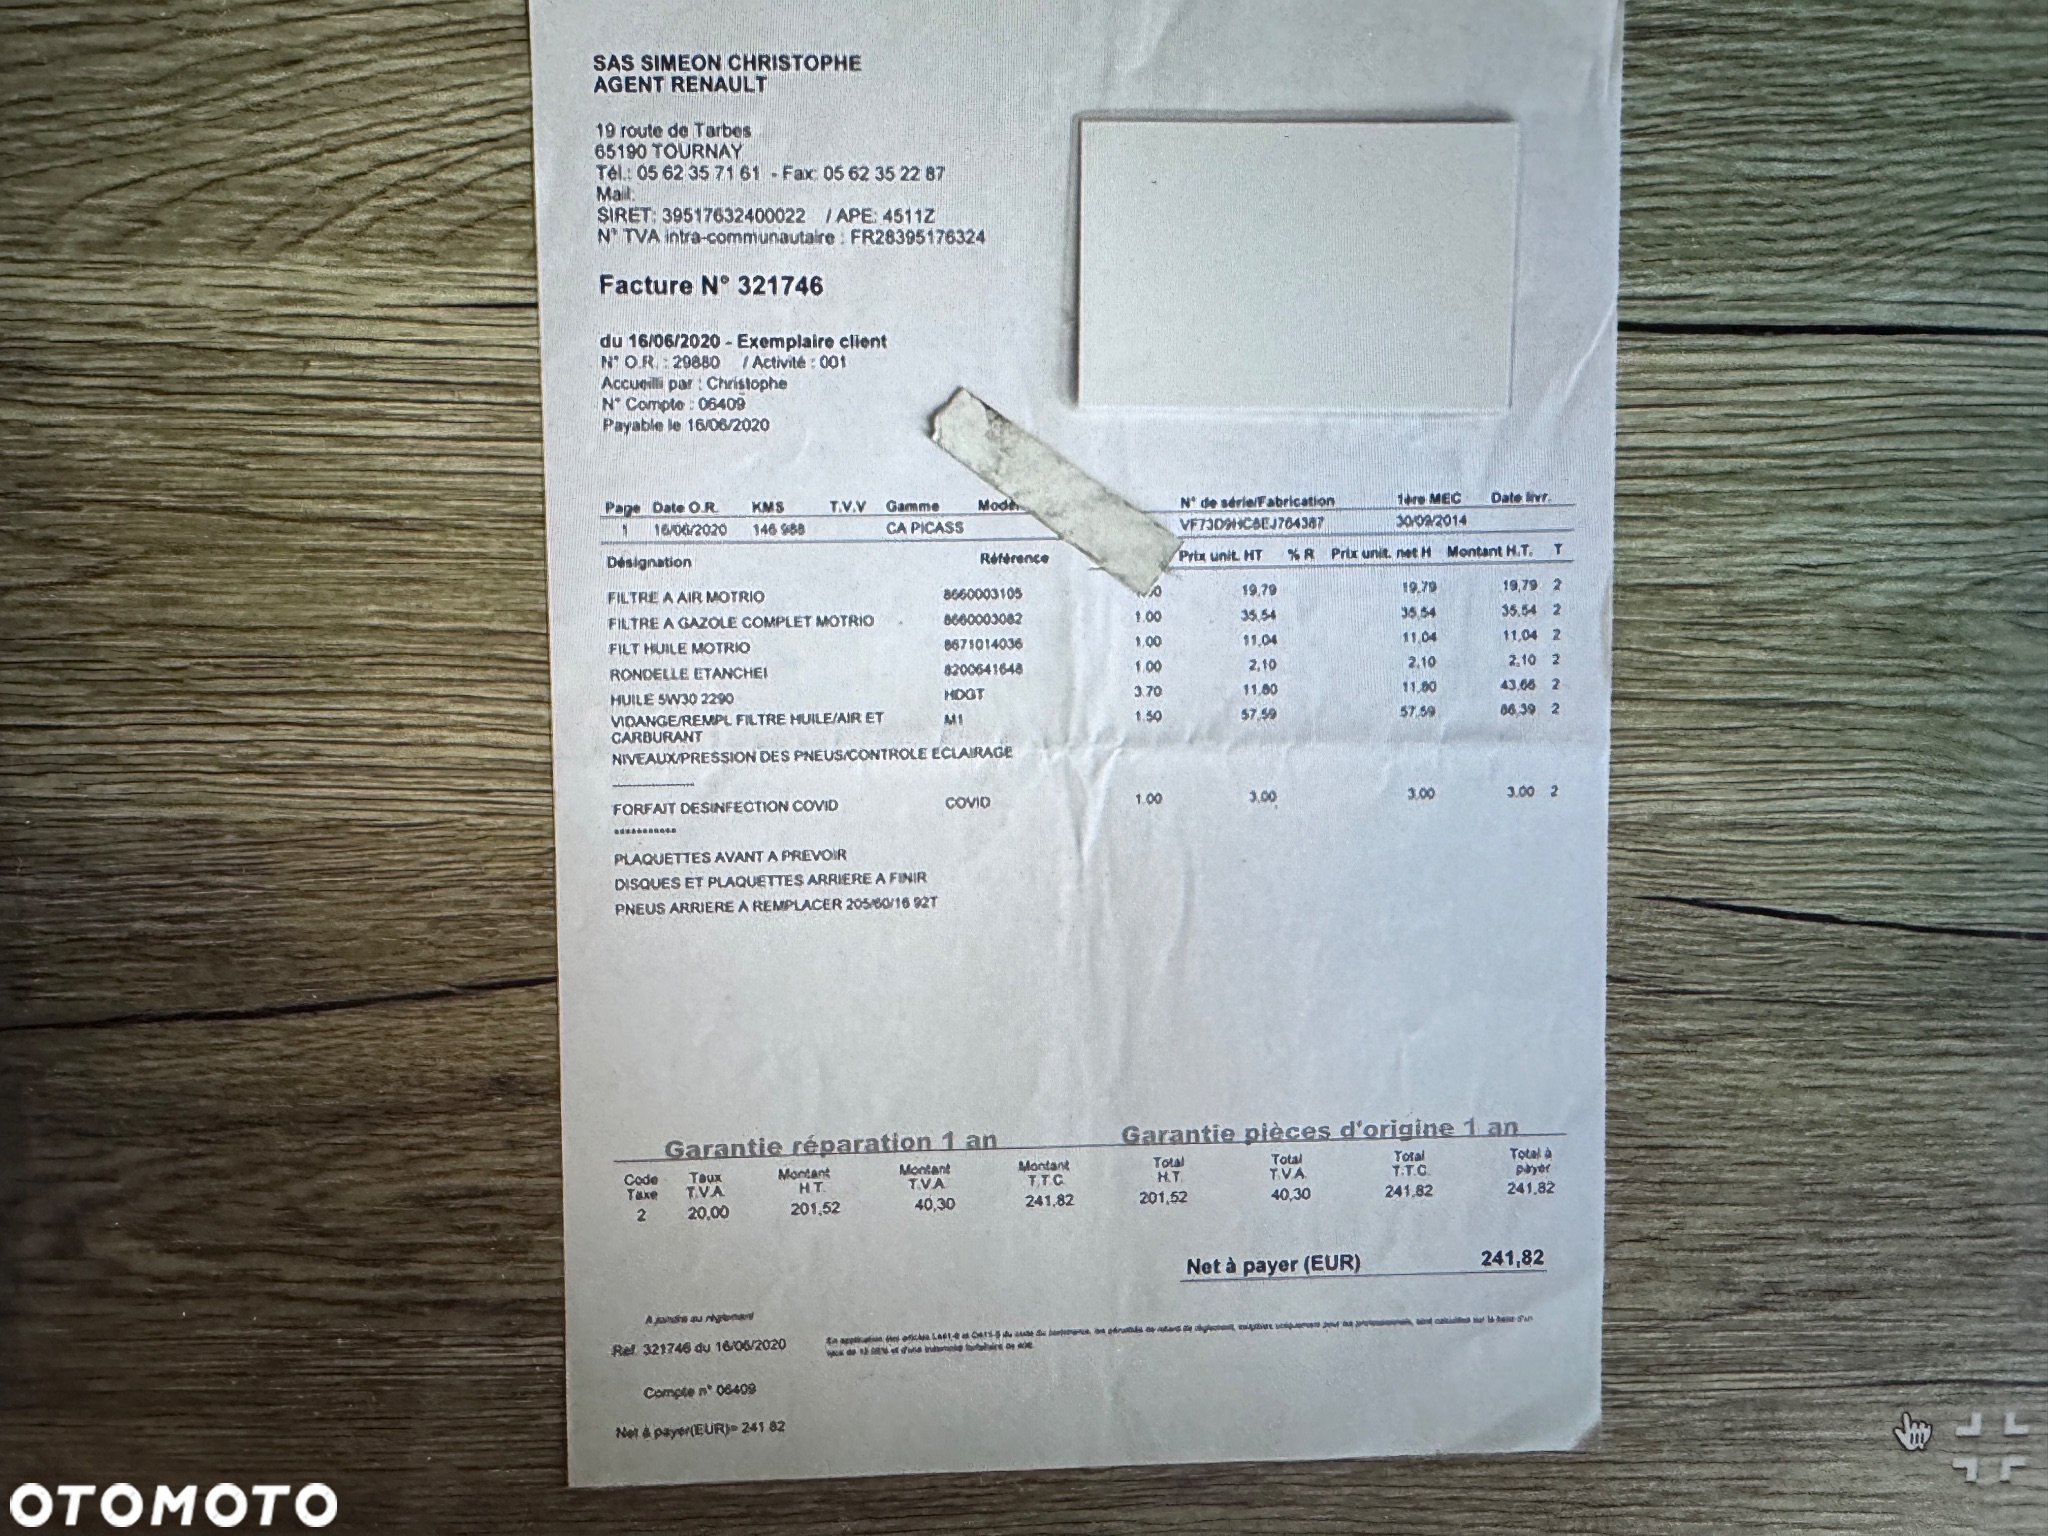 SAS SIMEON CHRISTOPHE
AGENT RENAULT
19 route de Tarbes
65190 TOURNAY
Tél.: 05 62 35 71 61 - Fax: 05 62 35 22 87
Mail:
SIRET: 39517632400022 / APE: 4511Z
N° TVA intra-communautaire : FR28395176324
Facture N° 321746
du 16/06/2020 - Exemplaire client
N° O.R. : 29880 / Activité : 001
Accueilli par : Christophe
N° Compte : 06409
Payable le 16/06/2020
Page Date O.R. KMS T.V.V Gamme N° de série/Fabrication 1ère MEC Date livr.
1 16/06/2020 146 988 CA PICASS 30/09/2014
Désignation Référence Prix unit. HT % R Prix unit. net H Montant H.T. T
FILTRE A AIR MOTRIO 8660003105 19,79 19,79 19,79 2
FILTRE A GAZOLE COMPLET MOTRIO 8660003082 1.00 35,54 35,54 35,54 2
FILT HUILE MOTRIO 8671014036 1.00 11,04 11,04 11,04 2
RONDELLE ETANCHEI 8200641648 1.00 2,10 2,10 2,10 2
HUILE 5W30 2290 HDGT 3.70 11,80 11,80 43,66 2
VIDANGE/REMPL FILTRE HUILE/AIR ET M1 1.50 57,59 57,59 86,39 2
CARBURANT
NIVEAUX/PRESSION DES PNEUS/CONTROLE ECLAIRAGE
---------------
FORFAIT DESINFECTION COVID COVID 1.00 3,00 3,00 3,00 2
***********
PLAQUETTES AVANT A PREVOIR
DISQUES ET PLAQUETTES ARRIERE A FINIR
PNEUS ARRIERE A REMPLACER 205/60/16 92T
Garantie réparation 1 an Garantie pièces d'origine 1 an
Code Taux Montant Montant Montant Total Total Total Total à
Taxe T.V.A. H.T. T.V.A. T.T.C. H.T. T.V.A. T.T.C. payer
2 20,00 201,52 40,30 241,82 201,52 40,30 241,82 241,82
Net à payer (EUR) 241,82
A joindre au règlement
Réf. 321746 du 16/06/2020
Compte n° 06409
Net à payer(EUR)= 241,82
OTOMOTO